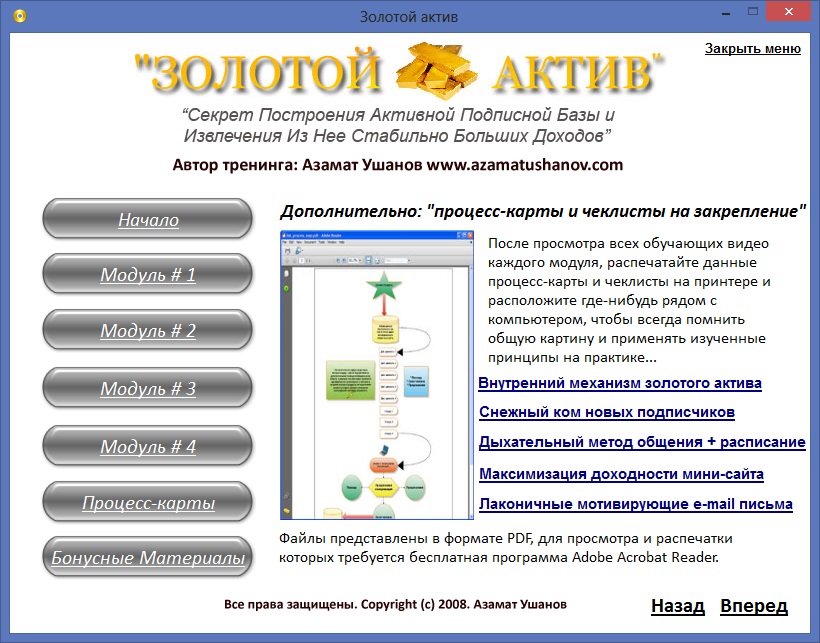 Золотой актив
Закрыть меню
"ЗОЛОТОЙ АКТИВ"
“Секрет Построения Активной Подписной Базы и
Извлечения Из Нее Стабильно Больших Доходов”
Автор тренинга: Азамат Ушанов www.azamatushanov.com
Начало
Модуль # 1
Модуль # 2
Модуль # 3
Модуль # 4
Процесс-карты
Бонусные Материалы
Дополнительно: "процесс-карты и чеклисты на закрепление"
После просмотра всех обучающих видео
каждого модуля, распечатайте данные
процесс-карты и чеклисты на принтере и
расположите где-нибудь рядом с
компьютером, чтобы всегда помнить
общую картину и применять изученные
принципы на практике...
Внутренний механизм золотого актива
Снежный ком новых подписчиков
Дыхательный метод общения + расписание
Максимизация доходности мини-сайта
Лаконичные мотивирующие e-mail письма
Файлы представлены в формате PDF, для просмотра и распечатки
которых требуется бесплатная программа Adobe Acrobat Reader.
Все права защищены. Copyright (c) 2008. Азамат Ушанов
Назад Вперед